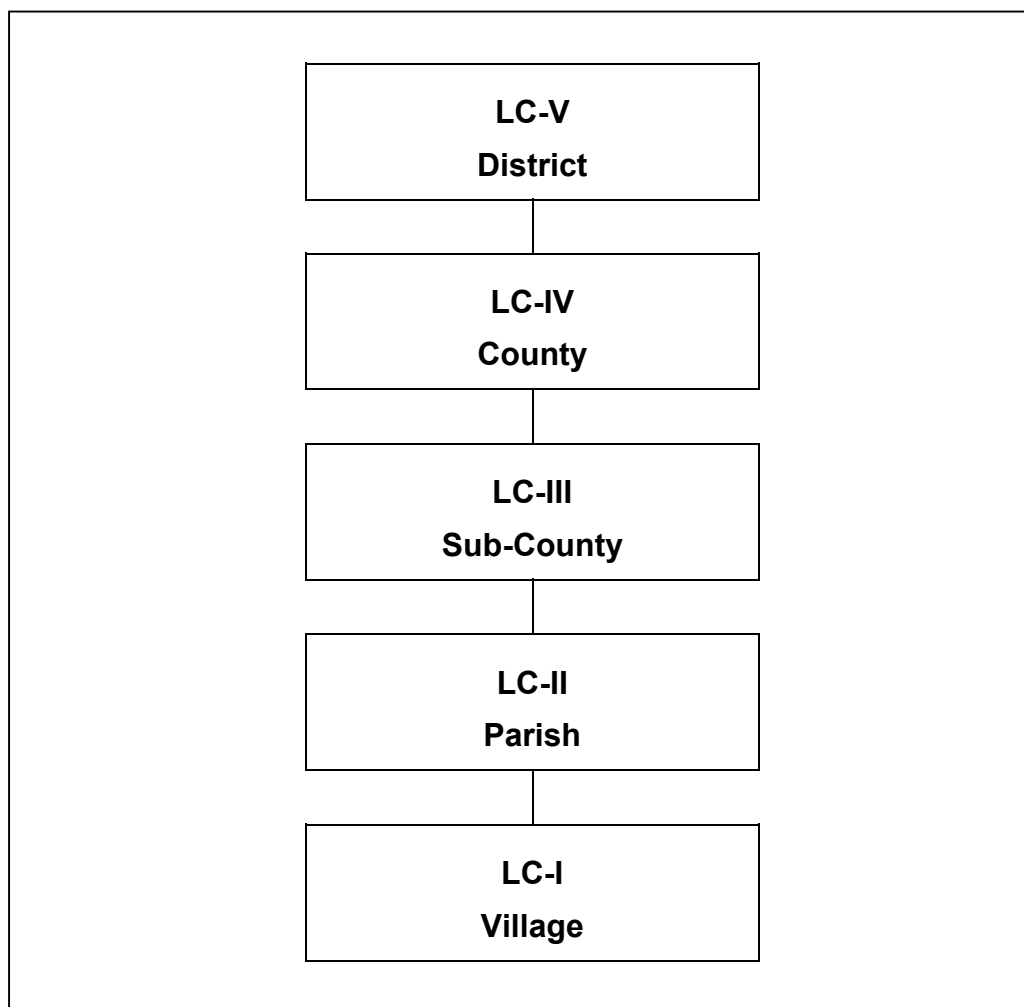 LC-V
District
LC-IV
County
LC-III
Sub-County
LC-II
Parish
LC-I
Village